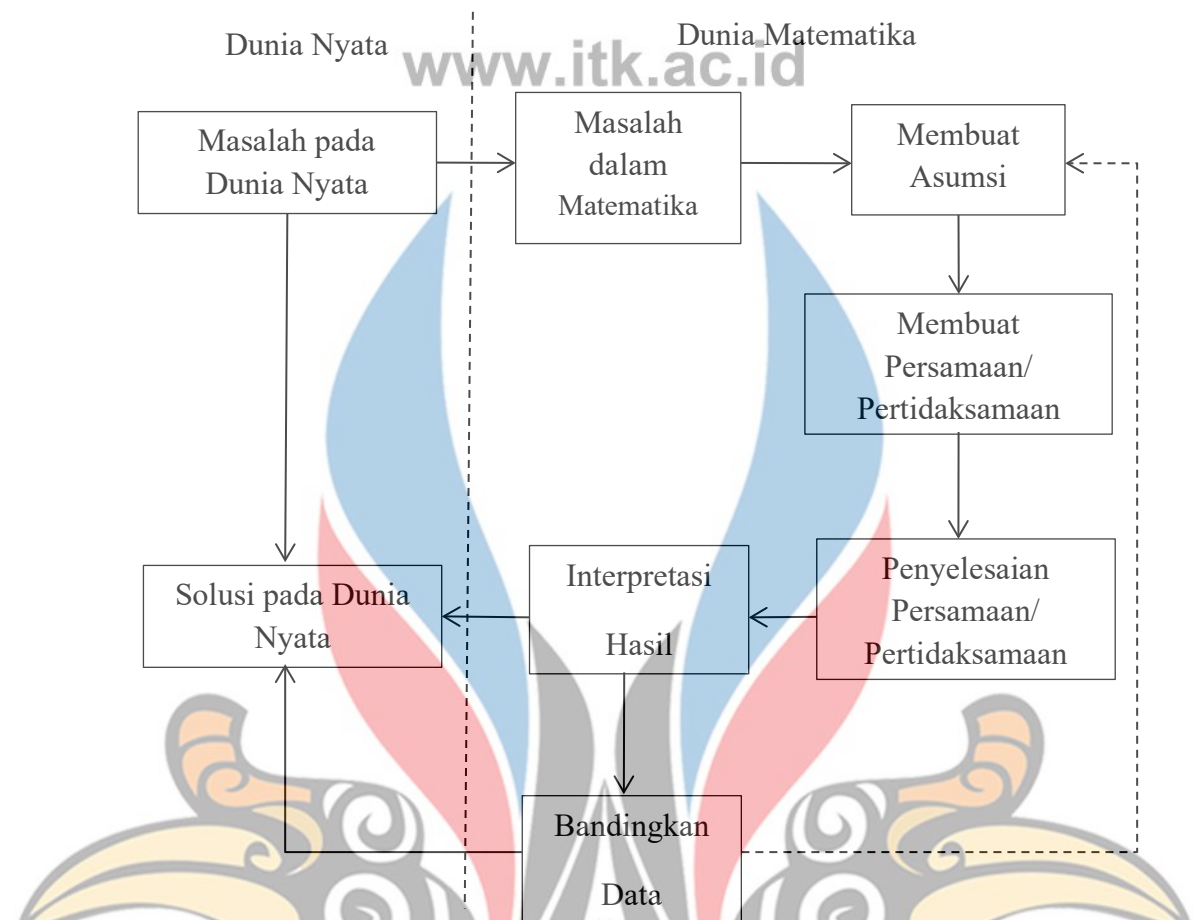 Dunia Nyata
Dunia Matematika
www.itk.ac.id
Masalah pada
Dunia Nyata
Masalah
dalam
Matematika
Membuat
Asumsi
Membuat
Persamaan/
Pertidaksamaan
Penyelesaian
Persamaan/
Pertidaksamaan
Interpretasi
Hasil
Solusi pada Dunia
Nyata
Bandingkan
Data